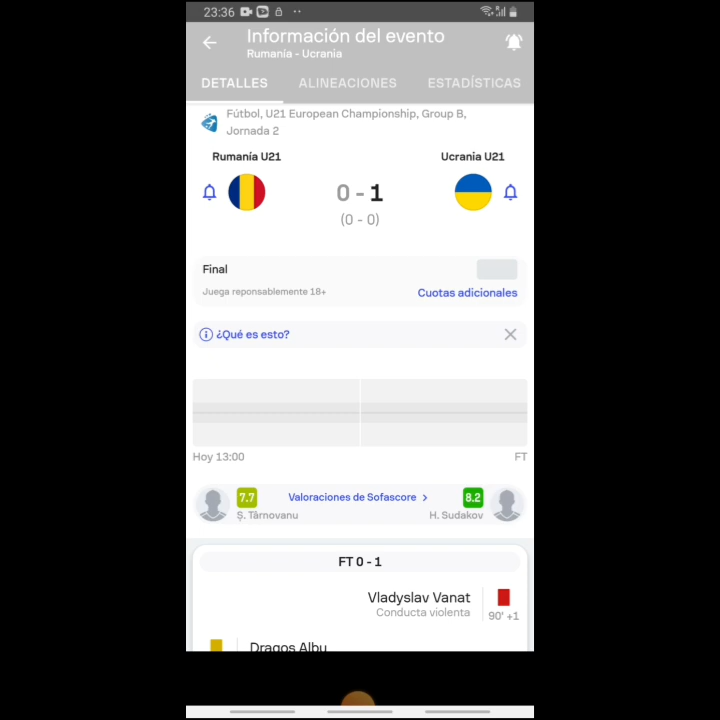 23:36
Información del evento
Rumanía - Ucrania
DETALLES
ALINEACIONES
ESTADÍSTICAS
Fútbol, U21 European Championship, Group B,
Jornada 2
Rumanía U21
Ucrania U21
0 - 1
(0 - 0)
Final
Juega reponsablemente 18+
Cuotas adicionales
¿Qué es esto?
Hoy 13:00
FT
7.7
Valoraciones de Sofascore >
8.2
Ș. Târnovanu
H. Sudakov
FT 0 - 1
Vladyslav Vanat
Conducta violenta
90' +1
Dragos Albu